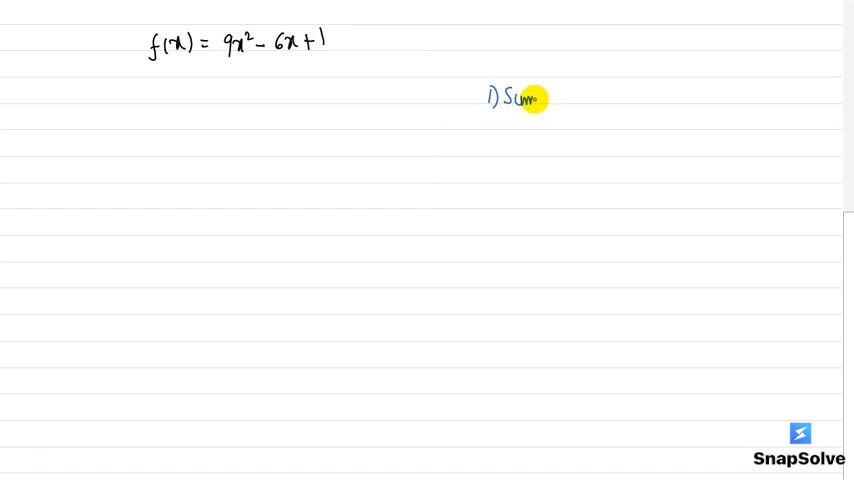 f(x) = 9x² - 6x + 1
1) Sum
SnapSolve